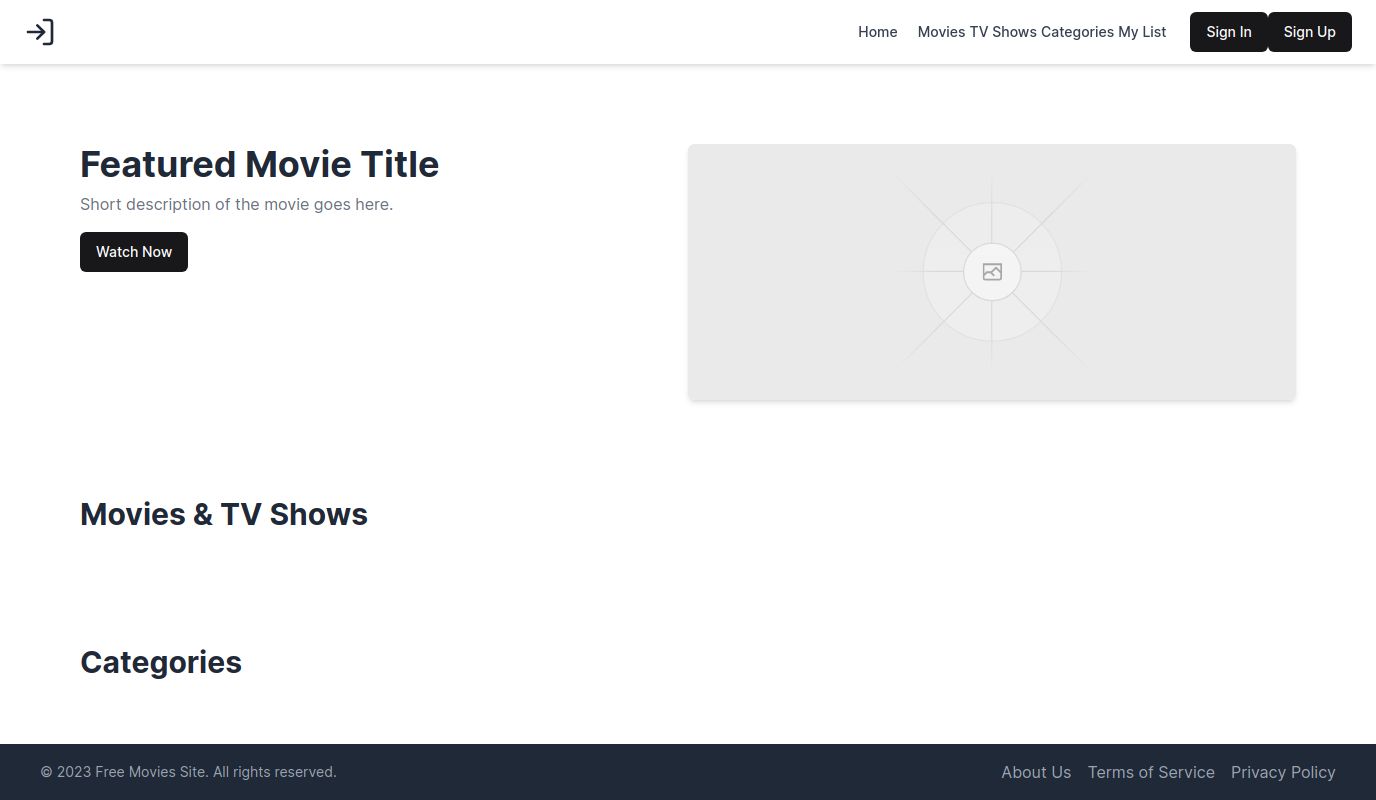 Home Movies TV Shows Categories My List Sign In Sign Up
Featured Movie Title
Short description of the movie goes here.
Watch Now
Movies & TV Shows
Categories
© 2023 Free Movies Site. All rights reserved. About Us Terms of Service Privacy Policy